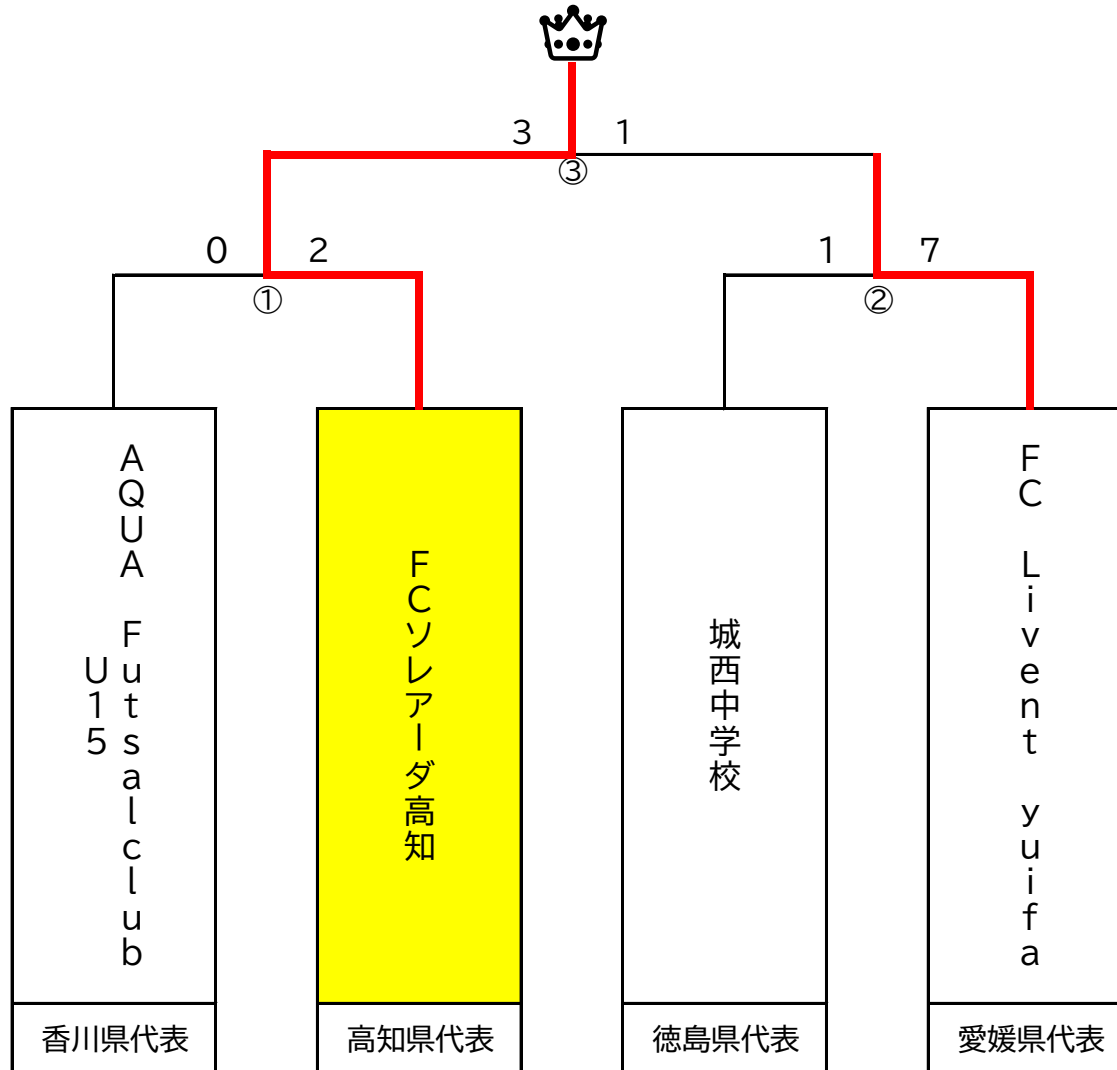 3 1
③
0 2
①
1 7
②
AQUA Futsalclub
U15
FCソレアーダ高知
城西中学校
FC Livent yuifa
香川県代表
高知県代表
徳島県代表
愛媛県代表